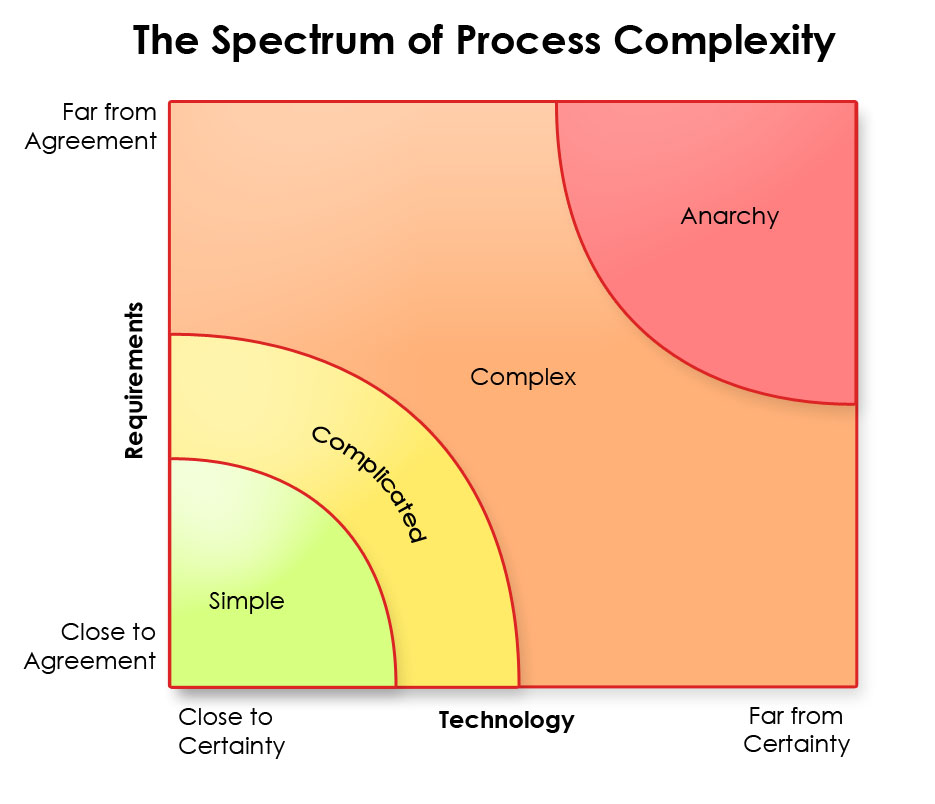 The Spectrum of Process Complexity
Far from
Agreement
Anarchy
Requirements
Complex
Complicated
Simple
Close to
Agreement
Close to
Certainty
Technology
Far from
Certainty